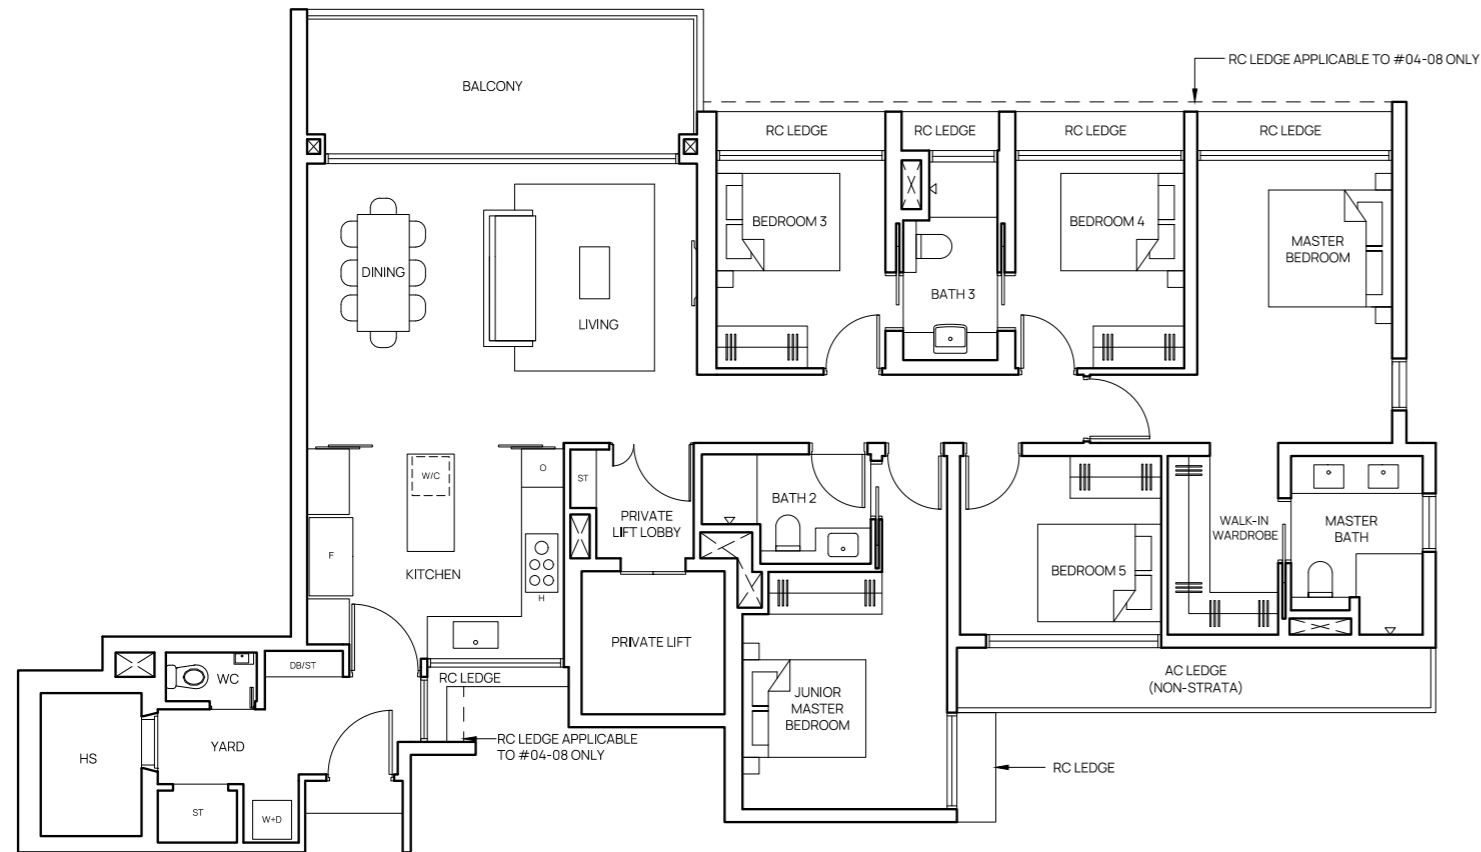 BALCONY
RC LEDGE APPLICABLE TO #04-08 ONLY
RC LEDGE
RC LEDGE
RC LEDGE
RC LEDGE
BEDROOM 3
BEDROOM 4
MASTER
BEDROOM
DINING
BATH 3
LIVING
W/C
O
ST
BATH 2
PRIVATE
LIFT LOBBY
WALK-IN
WARDROBE
MASTER
BATH
F
KITCHEN
H
BEDROOM 5
PRIVATE LIFT
DB/ST
WC
RC LEDGE
AC LEDGE
(NON-STRATA)
JUNIOR
MASTER
BEDROOM
RC LEDGE APPLICABLE
TO #04-08 ONLY
HS
YARD
RC LEDGE
ST
W+D